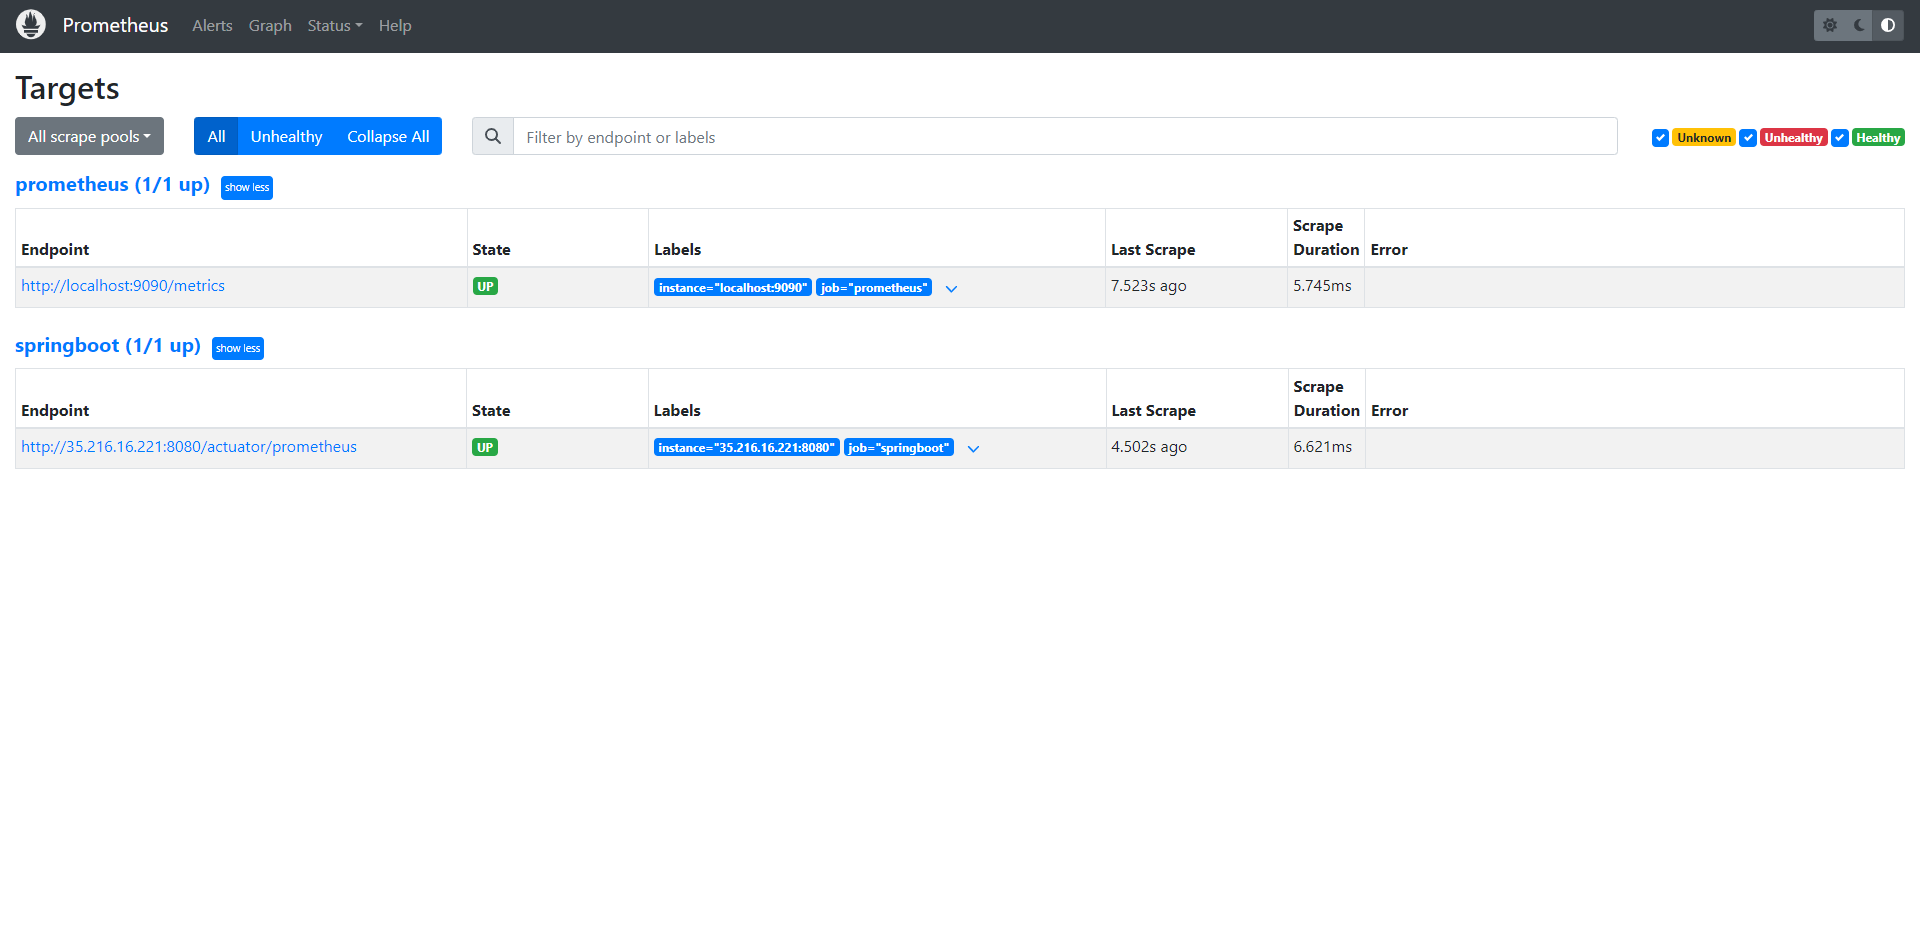 Prometheus Alerts Graph Status Help
Targets
All scrape pools All Unhealthy Collapse All Filter by endpoint or labels Unknown Unhealthy Healthy
prometheus (1/1 up) show less
Endpoint State Labels Last Scrape Scrape Duration Error
http://localhost:9090/metrics UP instance="localhost:9090" job="prometheus" 7.523s ago 5.745ms
springboot (1/1 up) show less
Endpoint State Labels Last Scrape Scrape Duration Error
http://35.216.16.221:8080/actuator/prometheus UP instance="35.216.16.221:8080" job="springboot" 4.502s ago 6.621ms